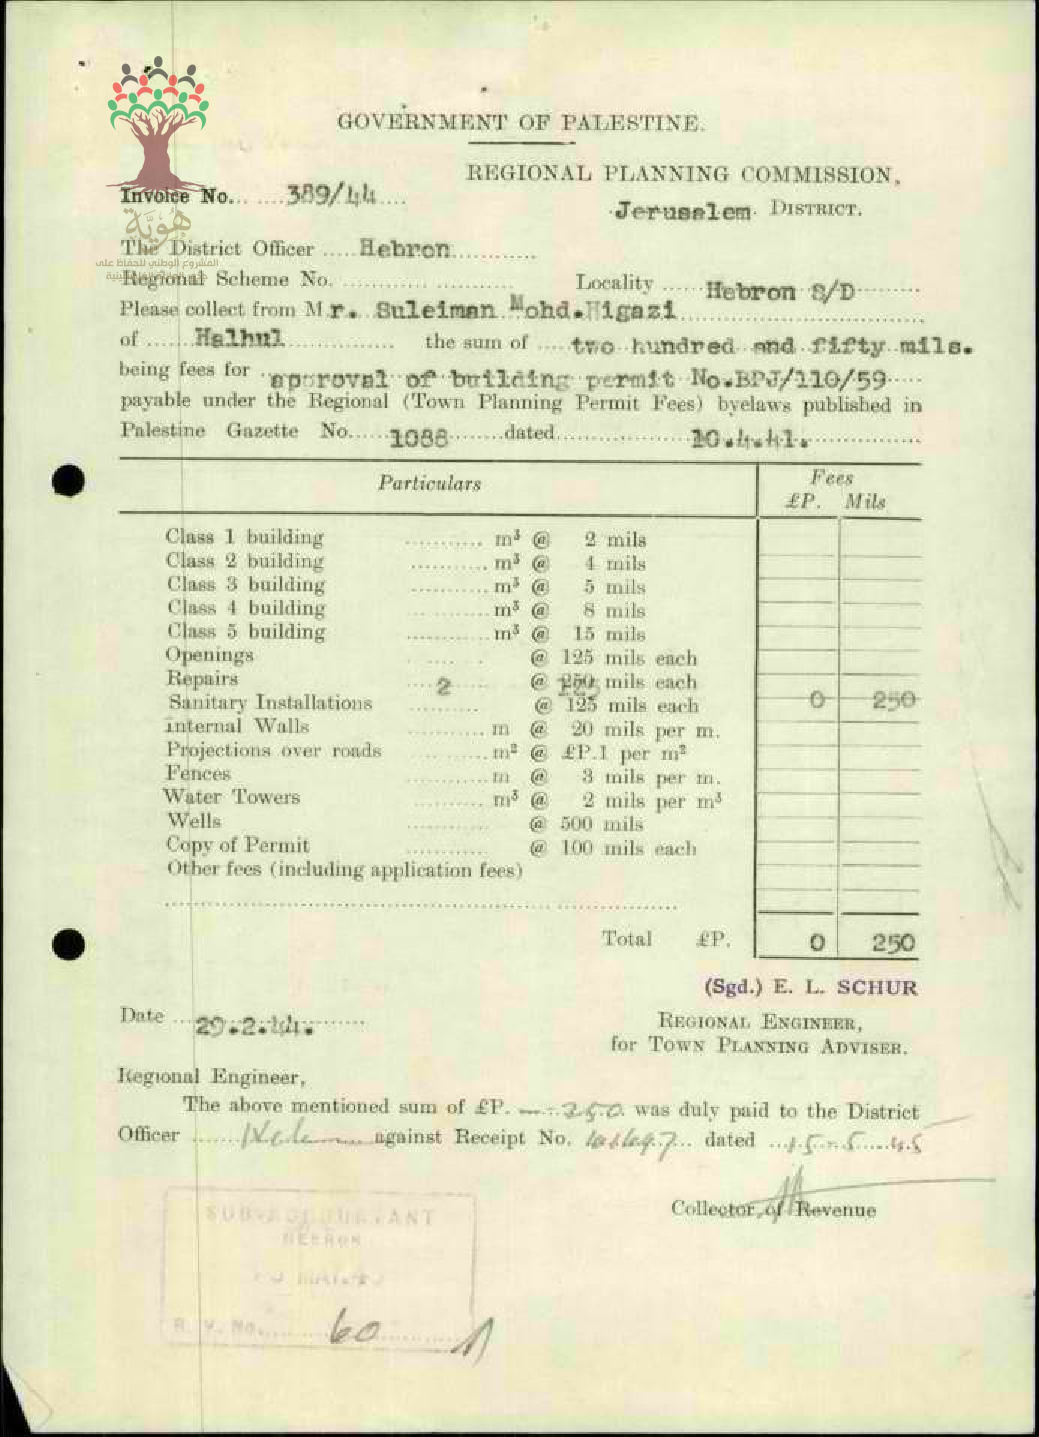 GOVERNMENT OF PALESTINE.
REGIONAL PLANNING COMMISSION,
Invoice No. 389/44
Jerusalem DISTRICT.
هُوِيَّة
المشروع الوطني للحفاظ على
The District Officer Hebron
Regional Scheme No. Locality Hebron S/D
Please collect from Mr. Suleiman Mohd. Higazi
of Halhul the sum of two hundred and fifty mils.
being fees for approval of building permit No. BPJ/110/59
payable under the Regional (Town Planning Permit Fees) byelaws published in
Palestine Gazette No. 1088 dated 10.4.41.
Particulars Fees
£P. Mils
Class 1 building m³ @ 2 mils
Class 2 building m³ @ 4 mils
Class 3 building m³ @ 5 mils
Class 4 building m³ @ 8 mils
Class 5 building m³ @ 15 mils
Openings @ 125 mils each
Repairs 2 @ 250 mils each
Sanitary Installations @ 125 mils each 0 250
Internal Walls m @ 20 mils per m.
Projections over roads m² @ £P.1 per m²
Fences m @ 3 mils per m.
Water Towers m³ @ 2 mils per m³
Wells @ 500 mils
Copy of Permit @ 100 mils each
Other fees (including application fees)
Total £P. 0 250
(Sgd.) E. L. SCHUR
Date 29.2.44.
REGIONAL ENGINEER,
for TOWN PLANNING ADVISER.
Regional Engineer,
The above mentioned sum of £P. — . 250 was duly paid to the District
Officer against Receipt No. dated 15-5 45
Collector of Revenue
SUB-ACCOUNTANT
HEBRON
R. V. No. 60